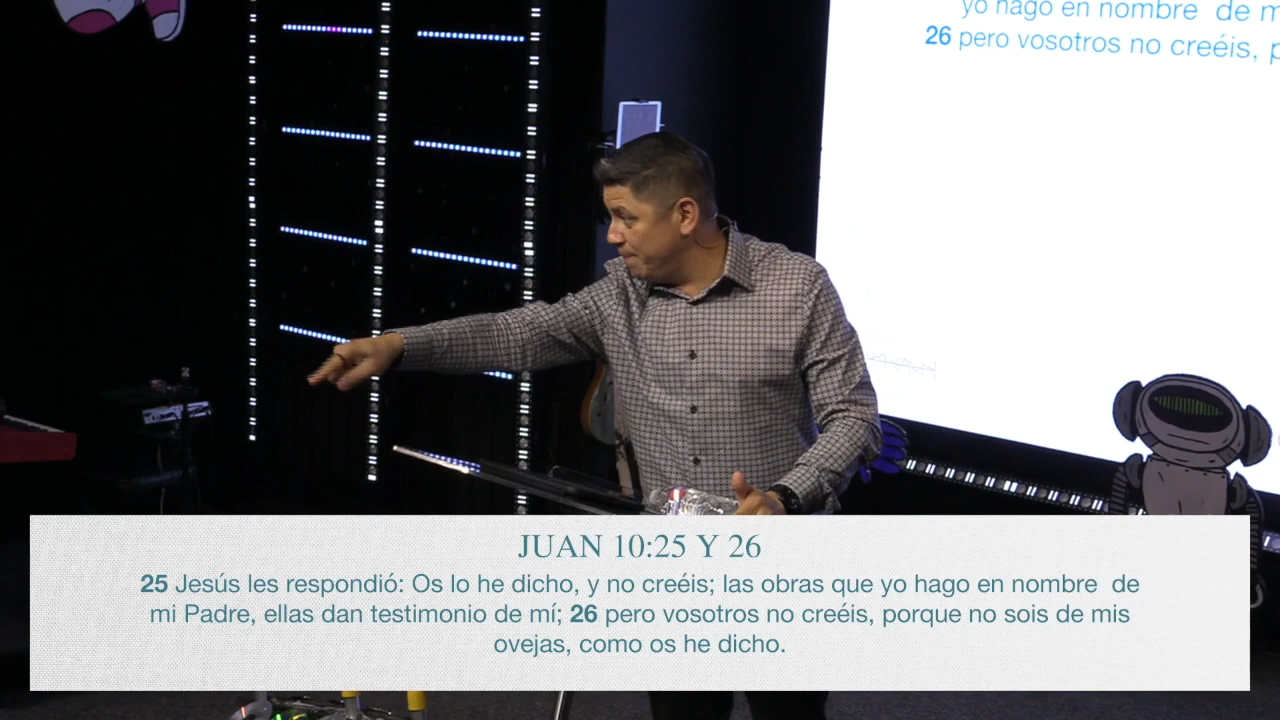 yo hago en nombre  de m
26 pero vosotros no creéis, p
JUAN 10:25 Y 26
25 Jesús les respondió: Os lo he dicho, y no creéis; las obras que yo hago en nombre  de
mi Padre, ellas dan testimonio de mí; 26 pero vosotros no creéis, porque no sois de mis
ovejas, como os he dicho.